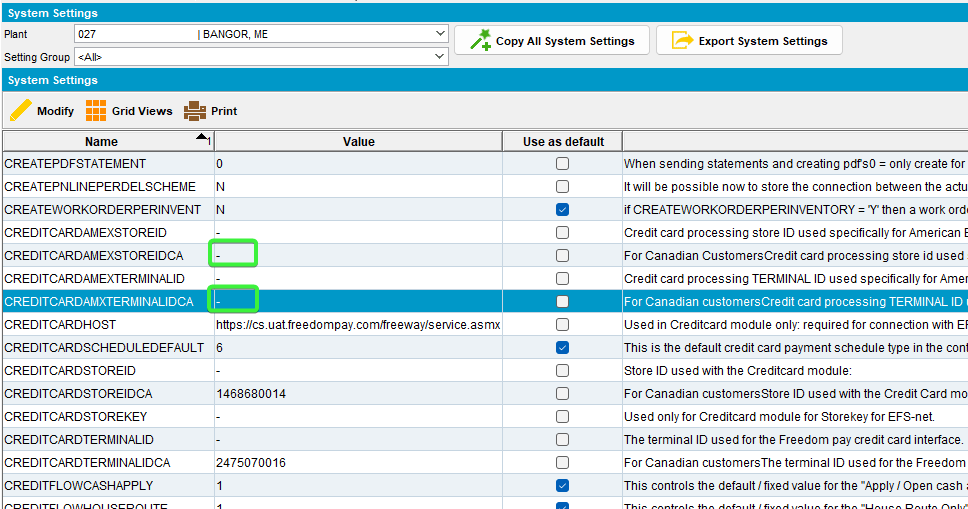 System Settings
Plant 027 | BANGOR, ME
Copy All System Settings Export System Settings
Setting Group <All>
System Settings
Modify Grid Views Print
Name 1 Value Use as default
CREATEPDFSTATEMENT 0 When sending statements and creating pdf's0 = only create for
CREATEPNLINEPERDELSCHEME N It will be possible now to store the connection between the actu
CREATEWORKORDERPERINVENT N if CREATEWORKORDERPERINVENTORY = 'Y' then a work orde
CREDITCARDAMEXSTOREID - Credit card processing store ID used specifically for American E
CREDITCARDAMEXSTOREIDCA - For Canadian CustomersCredit card processing store id used
CREDITCARDAMEXTERMINALID - Credit card processing TERMINAL ID used specifically for Amer
CREDITCARDAMXTERMINALIDCA - For Canadian customersCredit card processing TERMINAL ID
CREDITCARDHOST https://cs.uat.freedompay.com/freeway/service.asmx Used in Creditcard module only: required for connection with EF
CREDITCARDSCHEDULEDEFAULT 6 This is the default credit card payment schedule type in the cont
CREDITCARDSTOREID - Store ID used with the Creditcard module:
CREDITCARDSTOREIDCA 1468680014 For Canadian customersStore ID used with the Credit Card mo
CREDITCARDSTOREKEY - Used only for Creditcard module for Storekey for EFS-net.
CREDITCARDTERMINALID - The terminal ID used for the Freedom pay credit card interface.
CREDITCARDTERMINALIDCA 2475070016 For Canadian customersThe terminal ID used for the Freedom
CREDITFLOWCASHAPPLY 1 This controls the default / fixed value for the "Apply / Open cash a
CREDITFLOWHOUSEROUTE 1 This controls the default / fixed value for the "House Route Only"